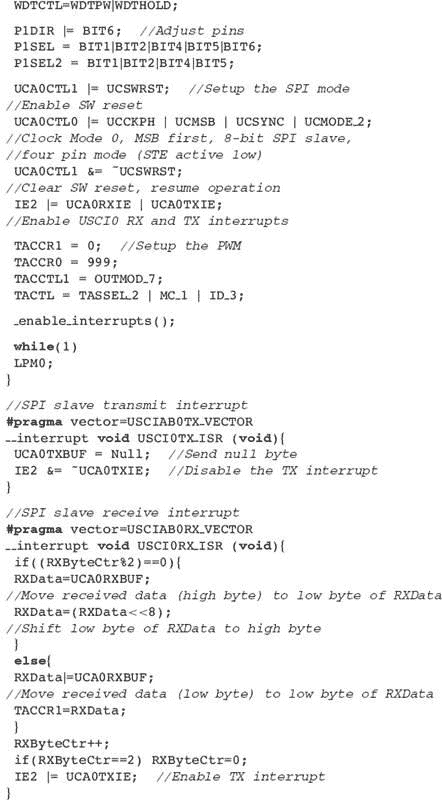 WDTCTL=WDTPW|WDTHOLD;
P1DIR |= BIT6; //Adjust pins
P1SEL = BIT1|BIT2|BIT4|BIT5|BIT6;
P1SEL2 = BIT1|BIT2|BIT4|BIT5;
UCA0CTL1 |= UCSWRST; //Setup the SPI mode
//Enable SW reset
UCA0CTL0 |= UCCKPH | UCMSB | UCSYNC | UCMODE_2;
//Clock Mode 0, MSB first, 8-bit SPI slave,
//four pin mode (STE active low)
UCA0CTL1 &= ~UCSWRST;
//Clear SW reset, resume operation
IE2 |= UCA0RXIE | UCA0TXIE;
//Enable USCI0 RX and TX interrupts
TACCR1 = 0; //Setup the PWM
TACCR0 = 999;
TACCTL1 = OUTMOD_7;
TACTL = TASSEL_2 | MC_1 | ID_3;
_enable_interrupts();
while(1)
LPM0;
}
//SPI slave transmit interrupt
#pragma vector=USCIAB0TX_VECTOR
__interrupt void USCI0TX_ISR (void){
UCA0TXBUF = Null; //Send null byte
IE2 &= ~UCA0TXIE; //Disable the TX interrupt
}
//SPI slave receive interrupt
#pragma vector=USCIAB0RX_VECTOR
__interrupt void USCI0RX_ISR (void){
if((RXByteCtr%2)==0){
RXData=UCA0RXBUF;
//Move received data (high byte) to low byte of RXData
RXData=(RXData<<8);
//Shift low byte of RXData to high byte
}
else{
RXData|=UCA0RXBUF;
//Move received data (low byte) to low byte of RXData
TACCR1=RXData;
}
RXByteCtr++;
if(RXByteCtr==2) RXByteCtr=0;
IE2 |= UCA0TXIE; //Enable TX interrupt
}